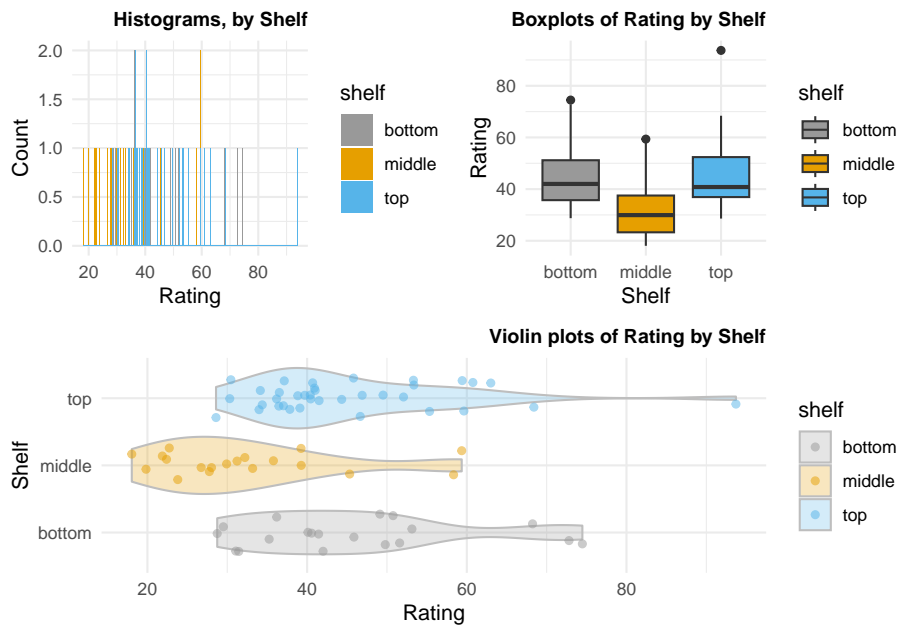 Histograms, by Shelf
2.0
1.5
1.0
0.5
0.0
Count
20 40 60 80
Rating
shelf
bottom
middle
top
Boxplots of Rating by Shelf
80
60
40
20
Rating
bottom middle top
Shelf
shelf
bottom
middle
top
Violin plots of Rating by Shelf
top
middle
bottom
Shelf
20 40 60 80
Rating
shelf
bottom
middle
top